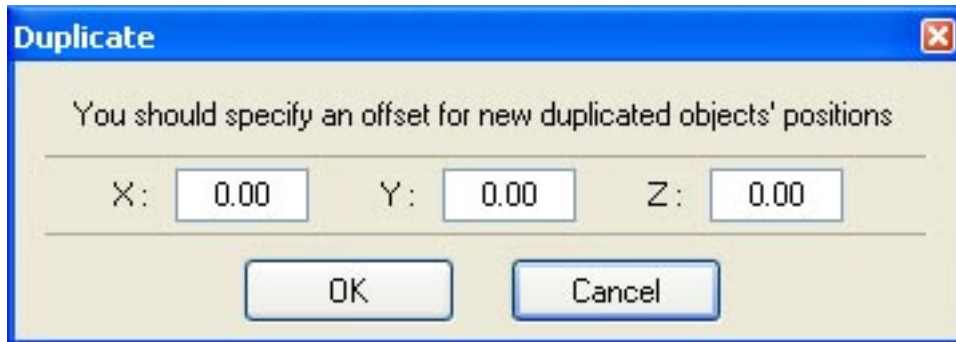 Duplicate
You should specify an offset for new duplicated objects' positions
X: 0.00 Y: 0.00 Z: 0.00
OK Cancel